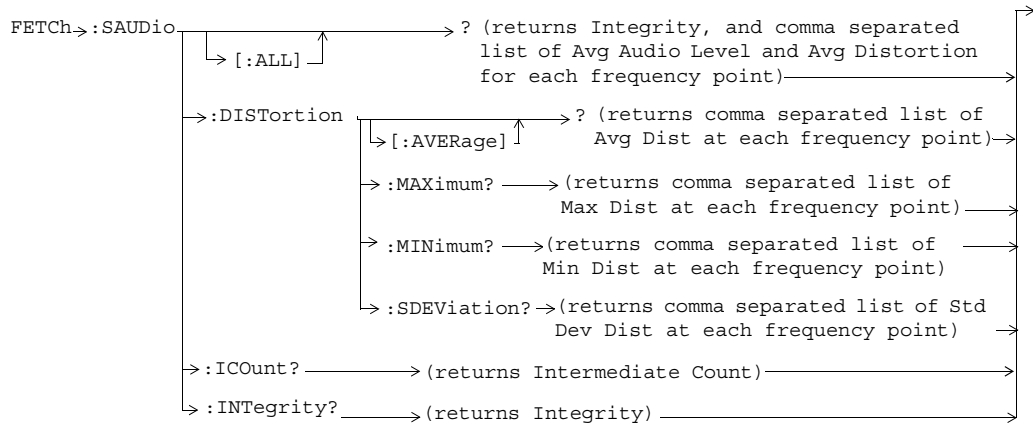 FETCh :SAUDio ? (returns Integrity, and comma separated
list of Avg Audio Level and Avg Distortion
[:ALL]
for each frequency point)
:DISTortion ? (returns comma separated list of
[:AVERage] Avg Dist at each frequency point)
:MAXimum? (returns comma separated list of
Max Dist at each frequency point)
:MINimum? (returns comma separated list of
Min Dist at each frequency point)
:SDEViation? (returns comma separated list of Std
Dev Dist at each frequency point)
:ICOunt? (returns Intermediate Count)
:INTegrity? (returns Integrity)